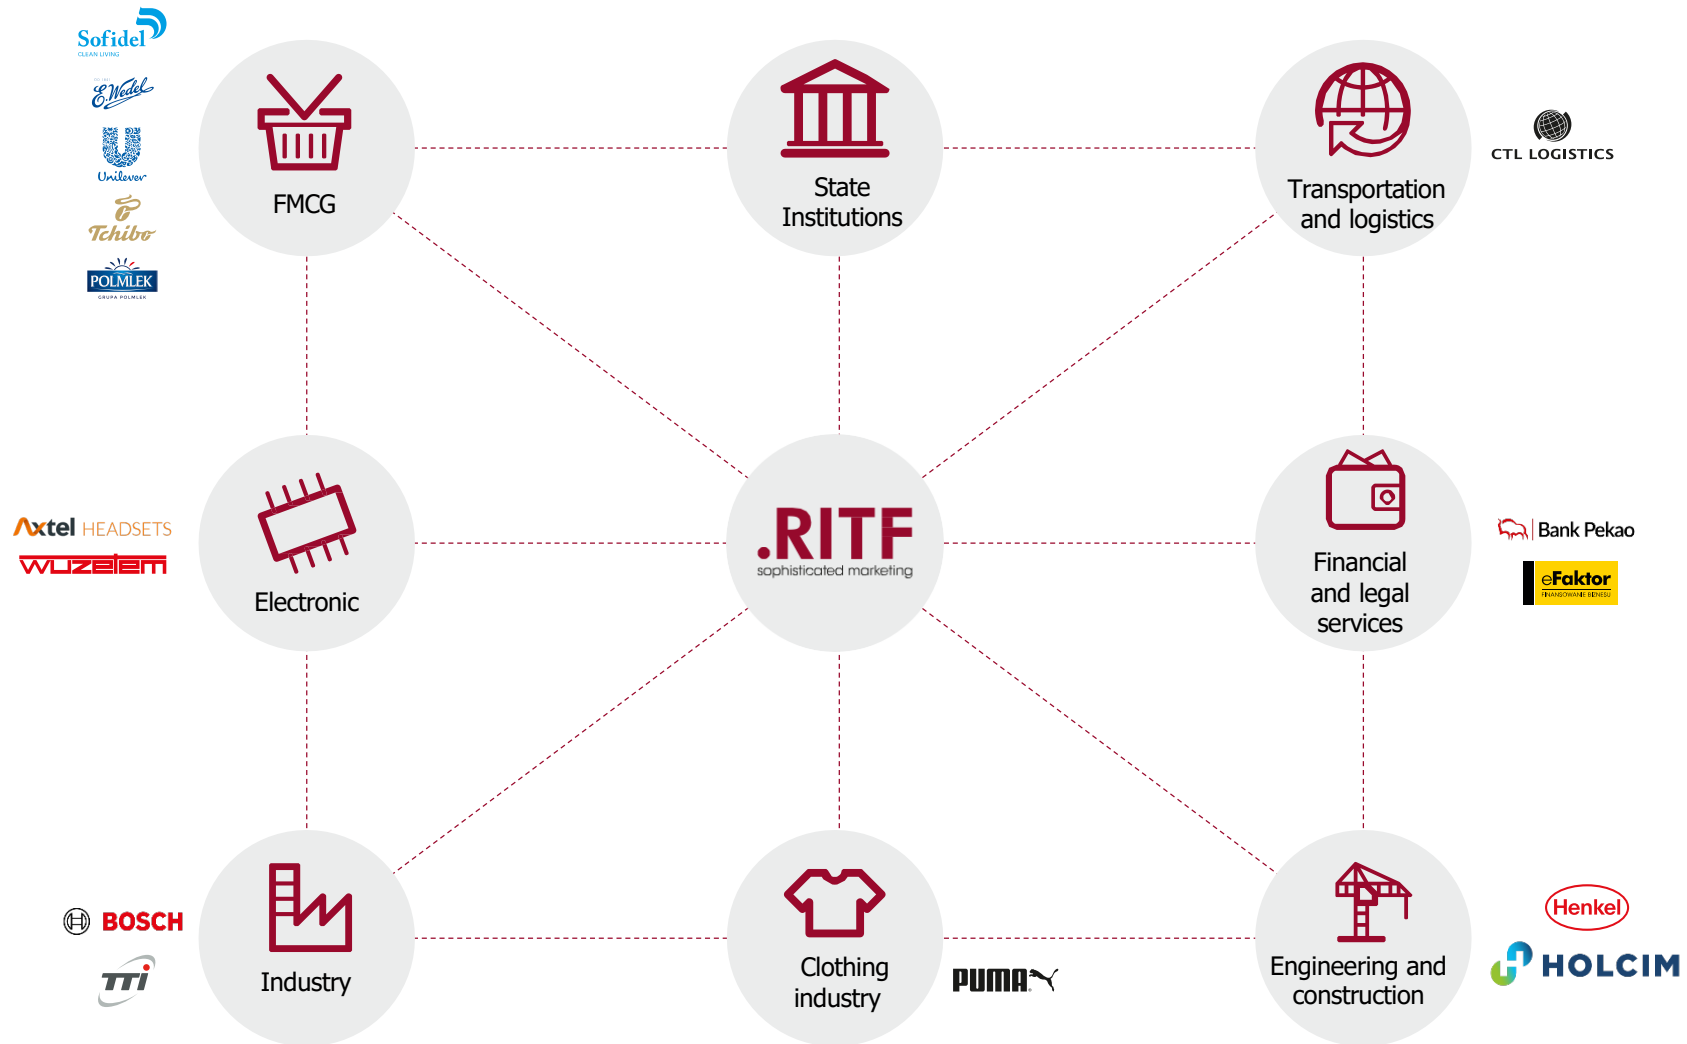 Sofidel
CLEAN LIVING
E.Wedel
Unilever
Tchibo
POLMLEK
GRUPA POLMLEK
FMCG
State
Institutions
Transportation
and logistics
CTL LOGISTICS
Axtel HEADSETS
wuzetem
Electronic
.RITF
sophisticated marketing
Financial
and legal
services
Bank Pekao
eFaktor
FINANSOWANIE BIZNESU
BOSCH
TTi
Industry
Clothing
industry
PUMA
Engineering and
construction
Henkel
HOLCIM